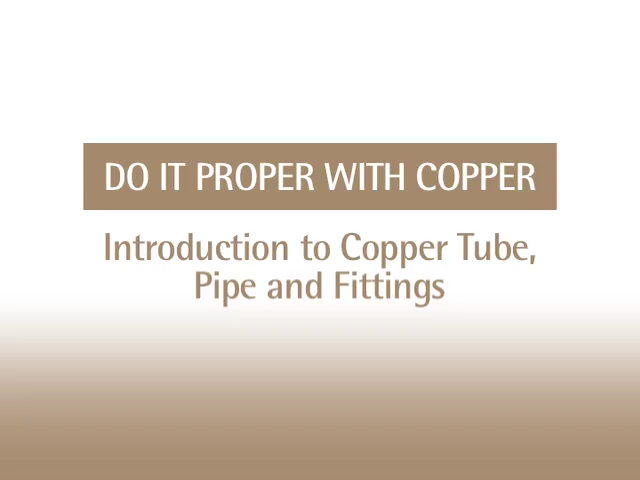 DO IT PROPER WITH COPPER
Introduction to Copper Tube,
Pipe and Fittings